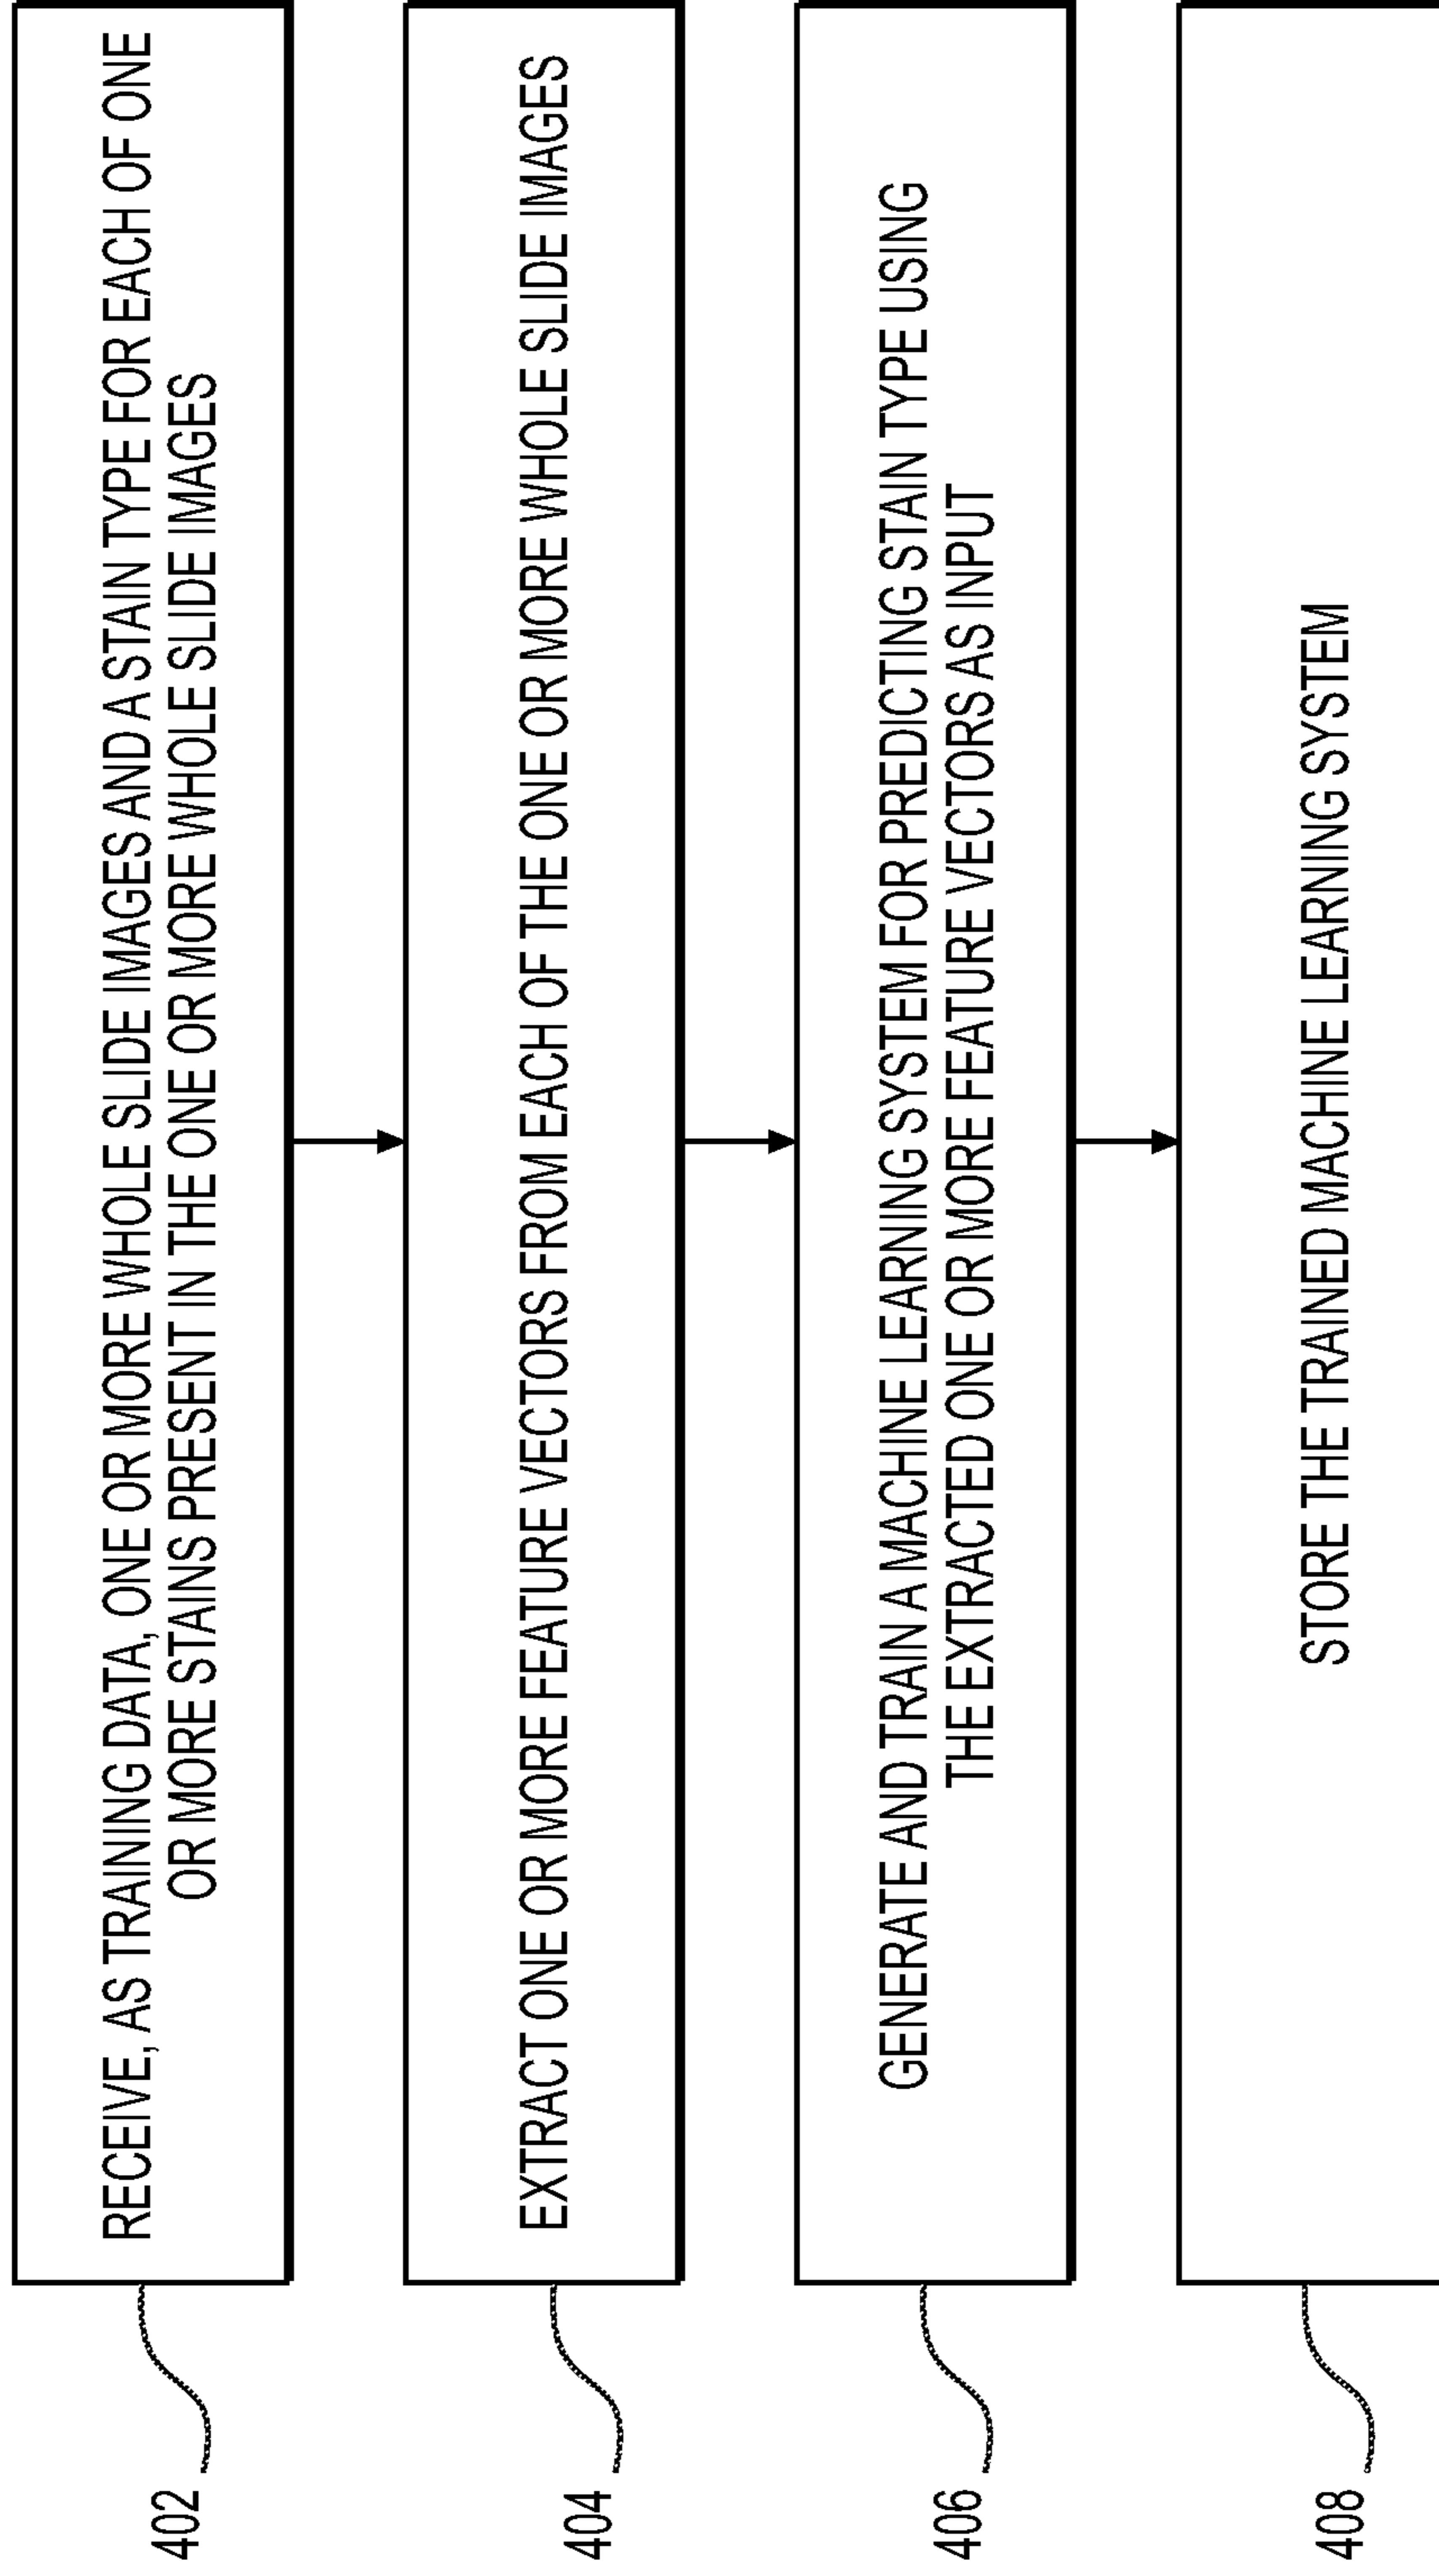 402
RECEIVE, AS TRAINING DATA, ONE OR MORE WHOLE SLIDE IMAGES AND A STAIN TYPE FOR EACH OF ONE
OR MORE STAINS PRESENT IN THE ONE OR MORE WHOLE SLIDE IMAGES
404
EXTRACT ONE OR MORE FEATURE VECTORS FROM EACH OF THE ONE OR MORE WHOLE SLIDE IMAGES
406
GENERATE AND TRAIN A MACHINE LEARNING SYSTEM FOR PREDICTING STAIN TYPE USING
THE EXTRACTED ONE OR MORE FEATURE VECTORS AS INPUT
408
STORE THE TRAINED MACHINE LEARNING SYSTEM